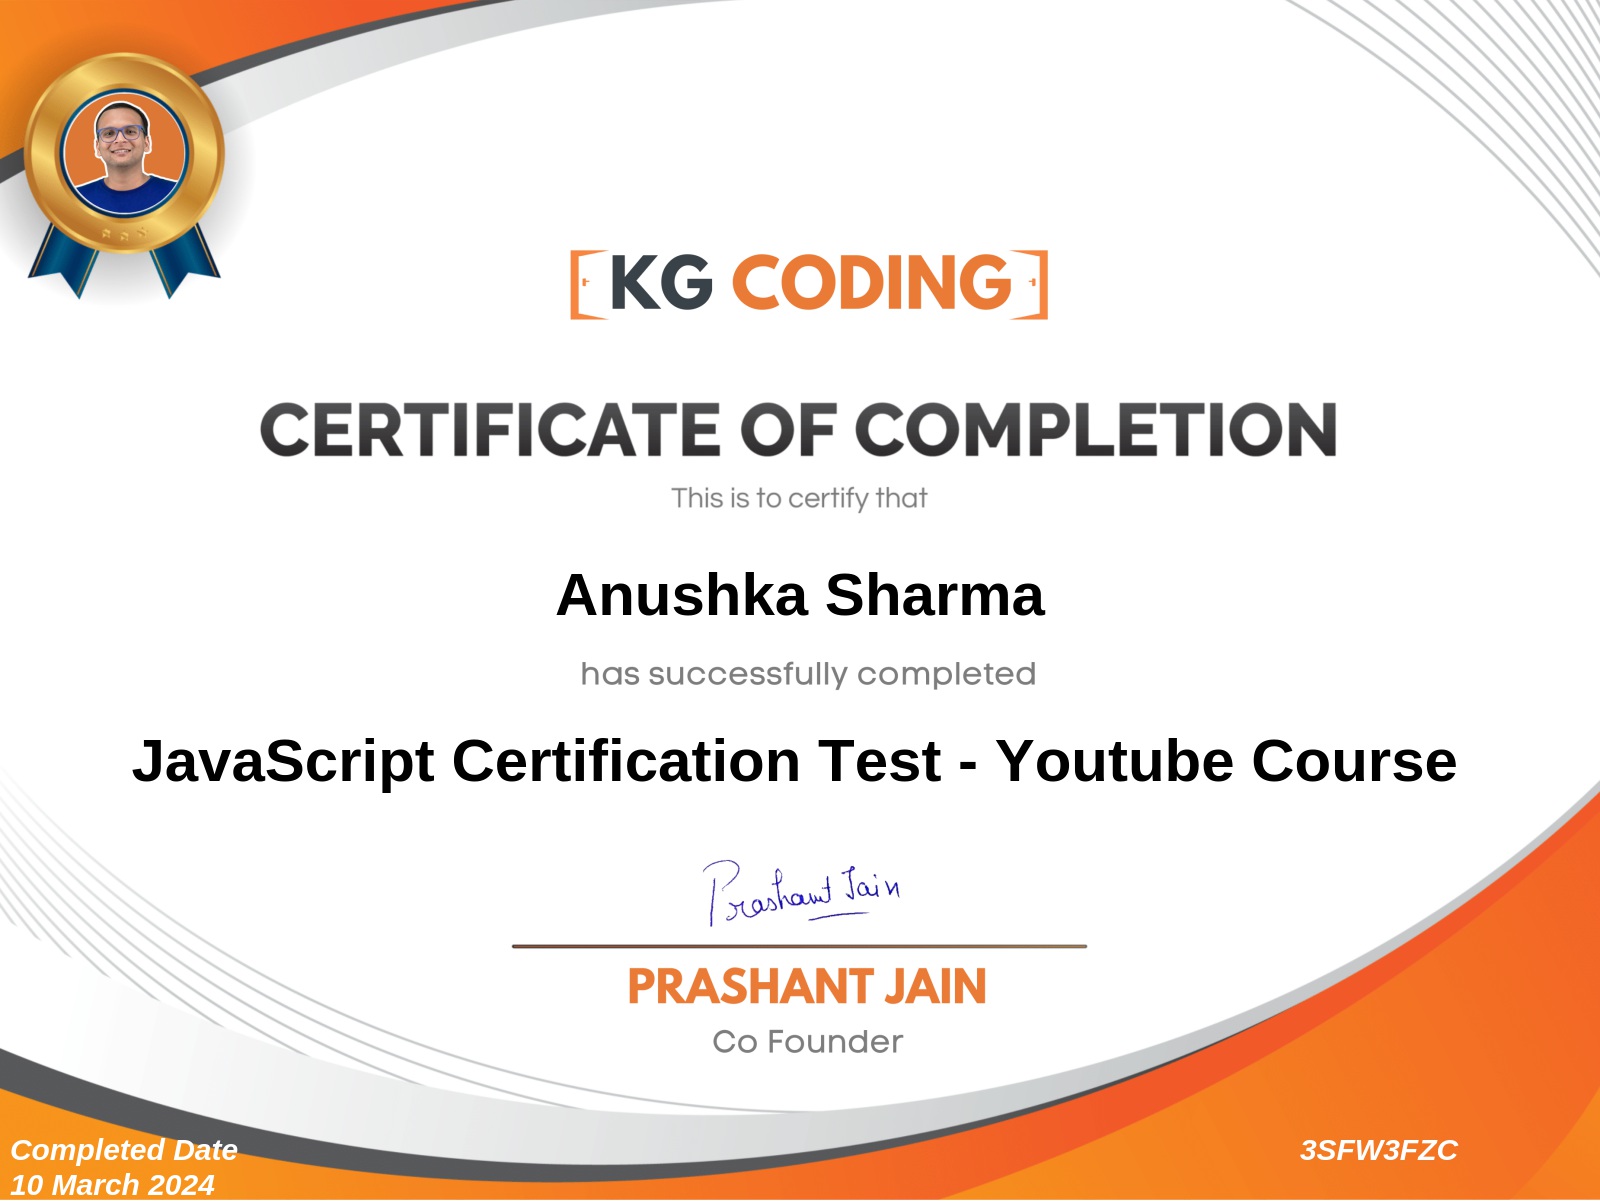 KG CODING
CERTIFICATE OF COMPLETION
This is to certify that
Anushka Sharma
has successfully completed
JavaScript Certification Test - Youtube Course
Prashant Jain
PRASHANT JAIN
Co Founder
Completed Date
10 March 2024
3SFW3FZC